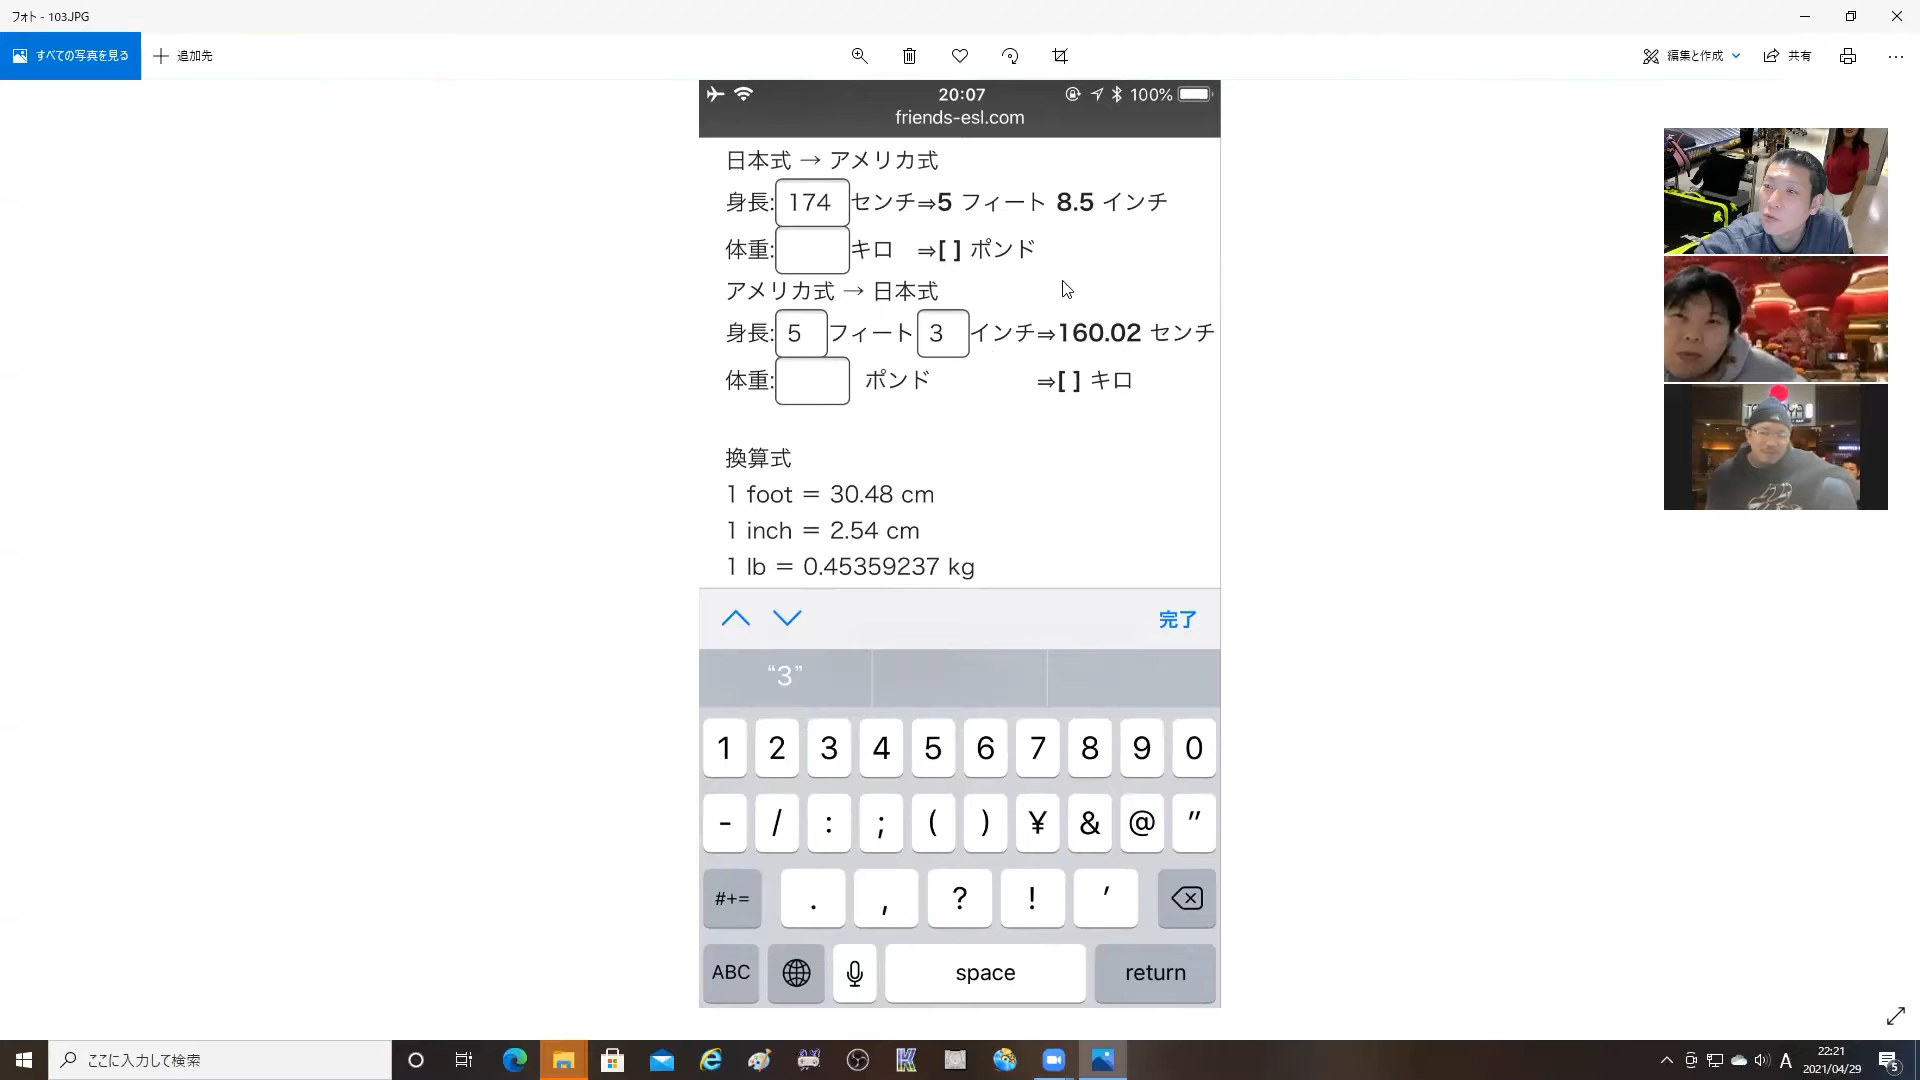 フォト - 103.JPG
すべての写真を見る
追加先
編集と作成
共有
20:07
100%
friends-esl.com
日本式 → アメリカ式
身長: 174 センチ⇒5 フィート 8.5 インチ
体重: キロ ⇒[ ] ポンド
アメリカ式 → 日本式
身長: 5 フィート 3 インチ⇒160.02 センチ
体重: ポンド ⇒[ ] キロ
換算式
1 foot = 30.48 cm
1 inch = 2.54 cm
1 lb = 0.45359237 kg
完了
“3”
1 2 3 4 5 6 7 8 9 0
- / : ; ( ) ¥ & @ ”
#+= . , ? ! ’
ABC space return
ここに入力して検索
A
22:21
2021/04/29
5